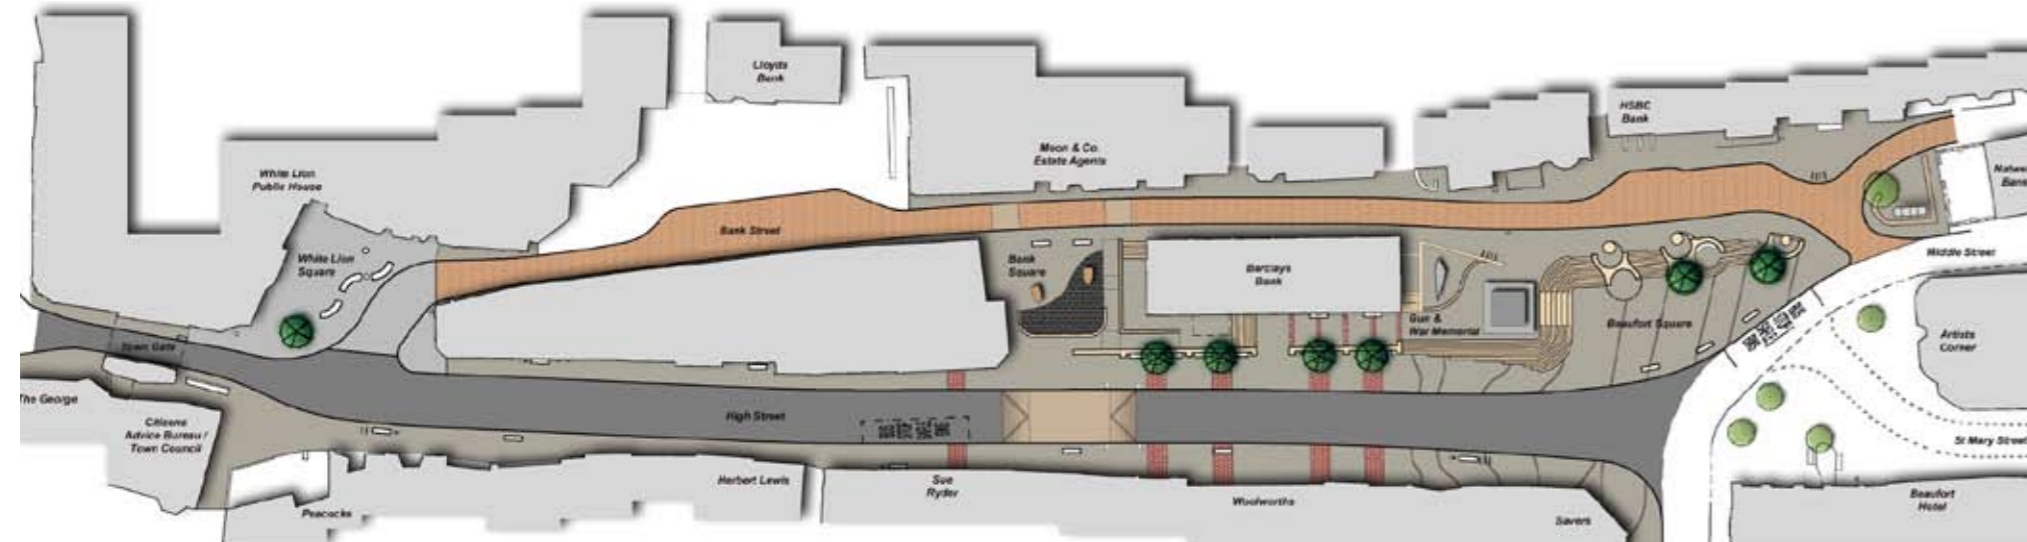 Lloyds
Bank
HSBC
Bank
Moon & Co.
Estate Agents
White Lion
Public House
Bank Street
White Lion
Square
Bank
Square
Barclays
Bank
Middle Street
Gun &
War Memorial
Beaufort Square
Artists
Corner
Town Gate
The George
High Street
Citizens
Advice Bureau /
Town Council
St Mary Street
Herbert Lewis
Sue
Ryder
Woolworths
Peacocks
Savers
Beaufort
Hotel